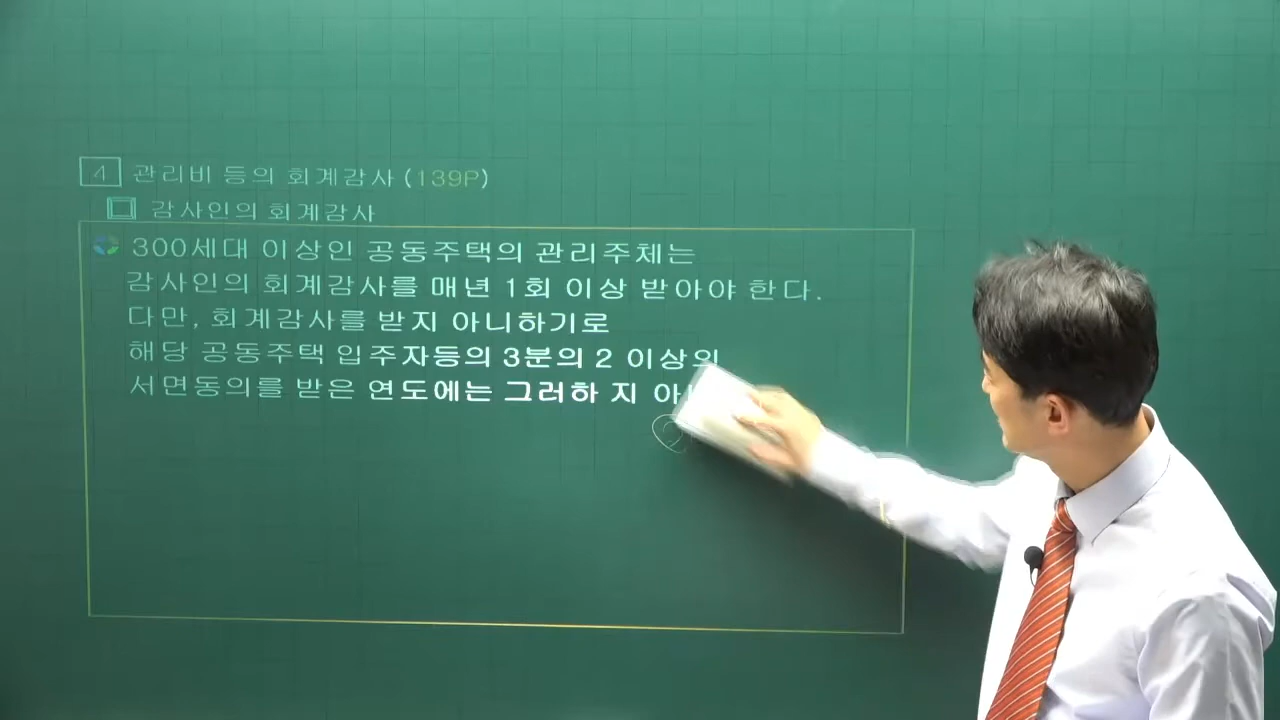 4 관리비 등의 회계감사 (139P)
감사인의 회계감사
300세대 이상인 공동주택의 관리주체는
감사인의 회계감사를 매년 1회 이상 받아야 한다.
다만, 회계감사를 받지 아니하기로
해당 공동주택 입주자등의 3분의 2 이상의
서면동의를 받은 연도에는 그러하 지